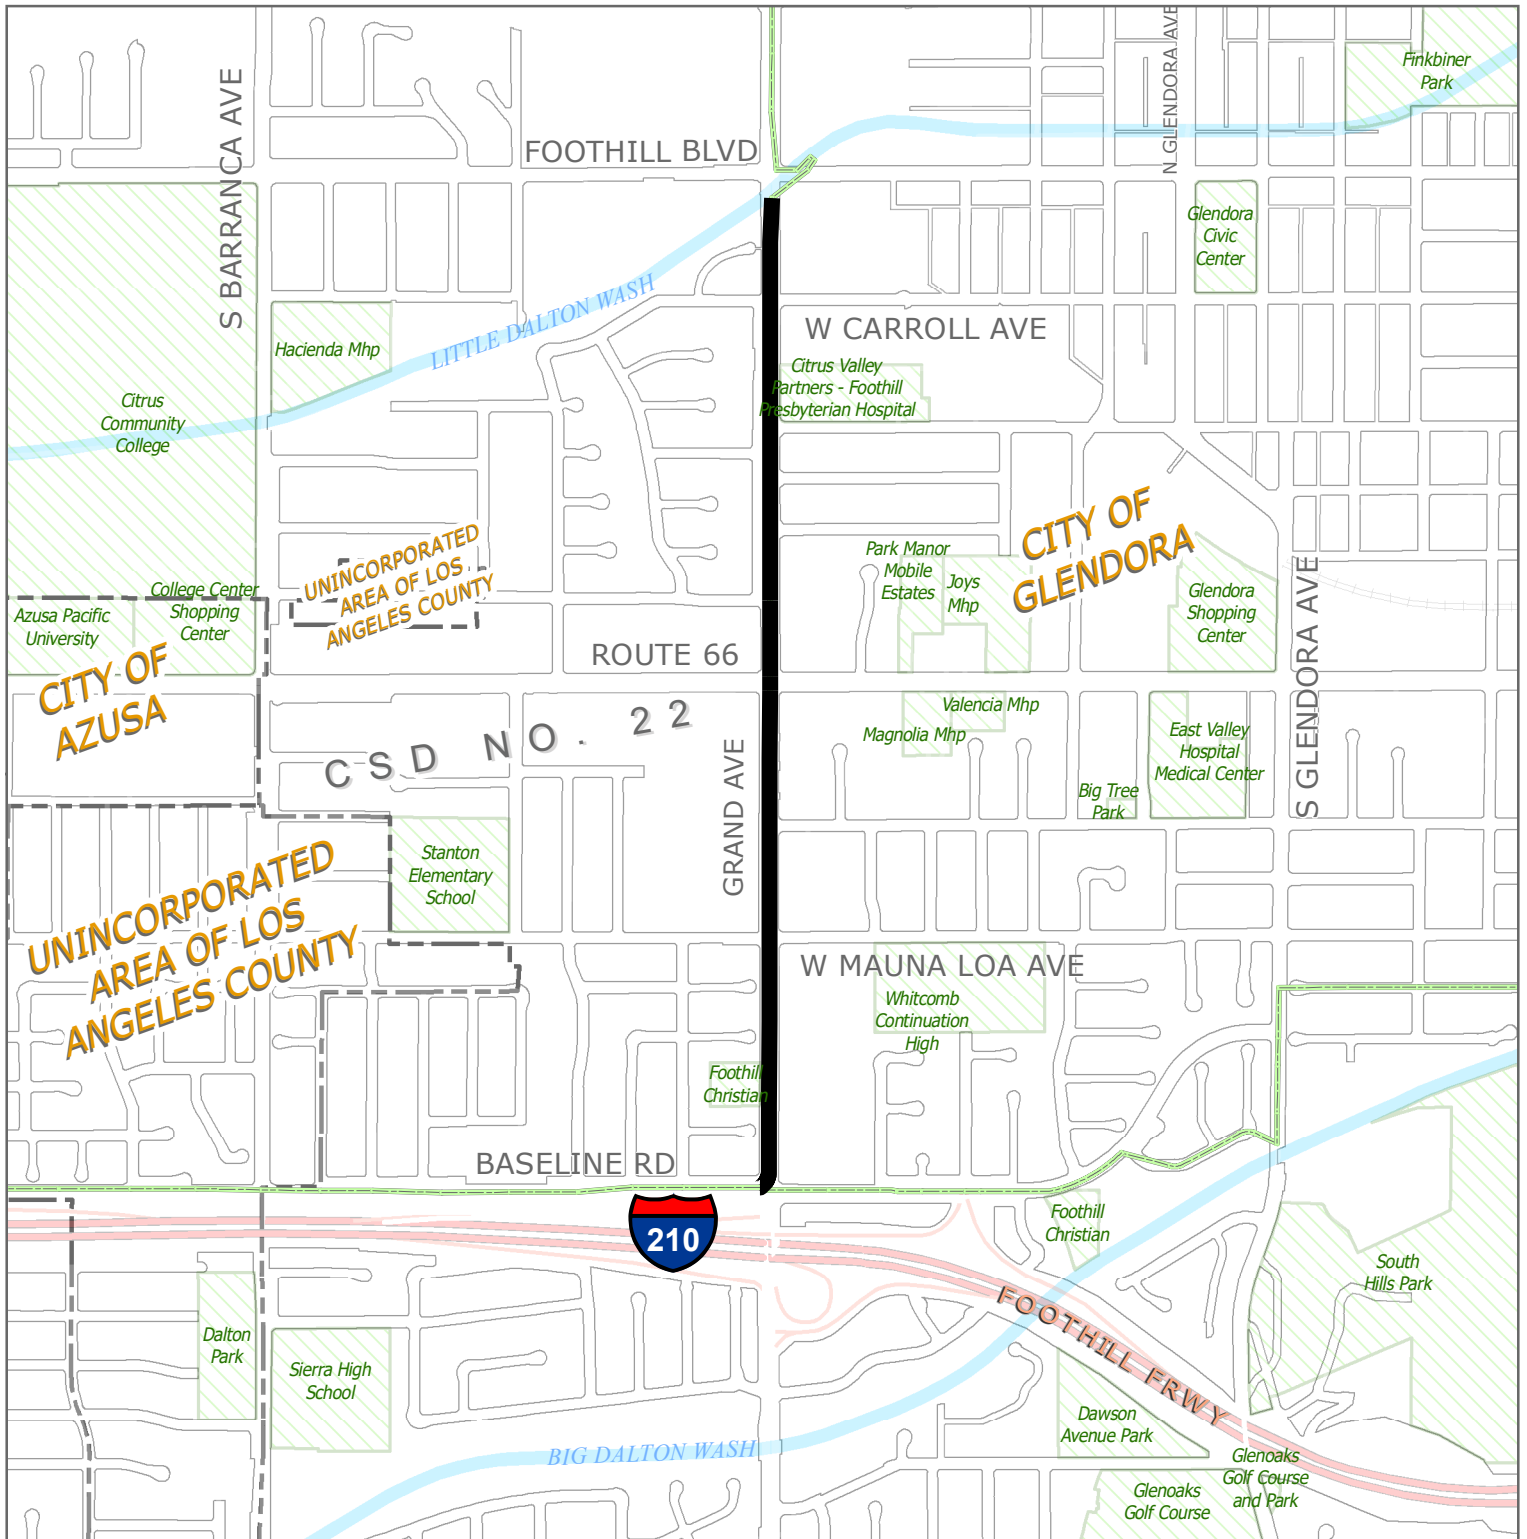 Finkbiner
Park
N GLENDORA AVE
S BARRANCA AVE
FOOTHILL BLVD
Glendora
Civic
Center
LITTLE DALTON WASH
W CARROLL AVE
Hacienda Mhp
Citrus Valley
Partners - Foothill
Presbyterian Hospital
Citrus
Community
College
CITY OF
GLENDORA
UNINCORPORATED
AREA OF LOS
ANGELES COUNTY
Park Manor
Mobile
Estates
Joys
Mhp
College Center
Shopping
Center
Azusa Pacific
University
Glendora
Shopping
Center
S GLENDORA AVE
CITY OF
AZUSA
ROUTE 66
CSD NO. 22
Valencia Mhp
Magnolia Mhp
East Valley
Hospital
Medical Center
GRAND AVE
Big Tree
Park
Stanton
Elementary
School
UNINCORPORATED
AREA OF LOS
ANGELES COUNTY
W MAUNA LOA AVE
Whitcomb
Continuation
High
Foothill
Christian
BASELINE RD
210
Foothill
Christian
South
Hills Park
FOOTHILL FRWY
Dalton
Park
Sierra High
School
Dawson
Avenue Park
BIG DALTON WASH
Glenoaks
Golf Course
and Park
Glenoaks
Golf Course